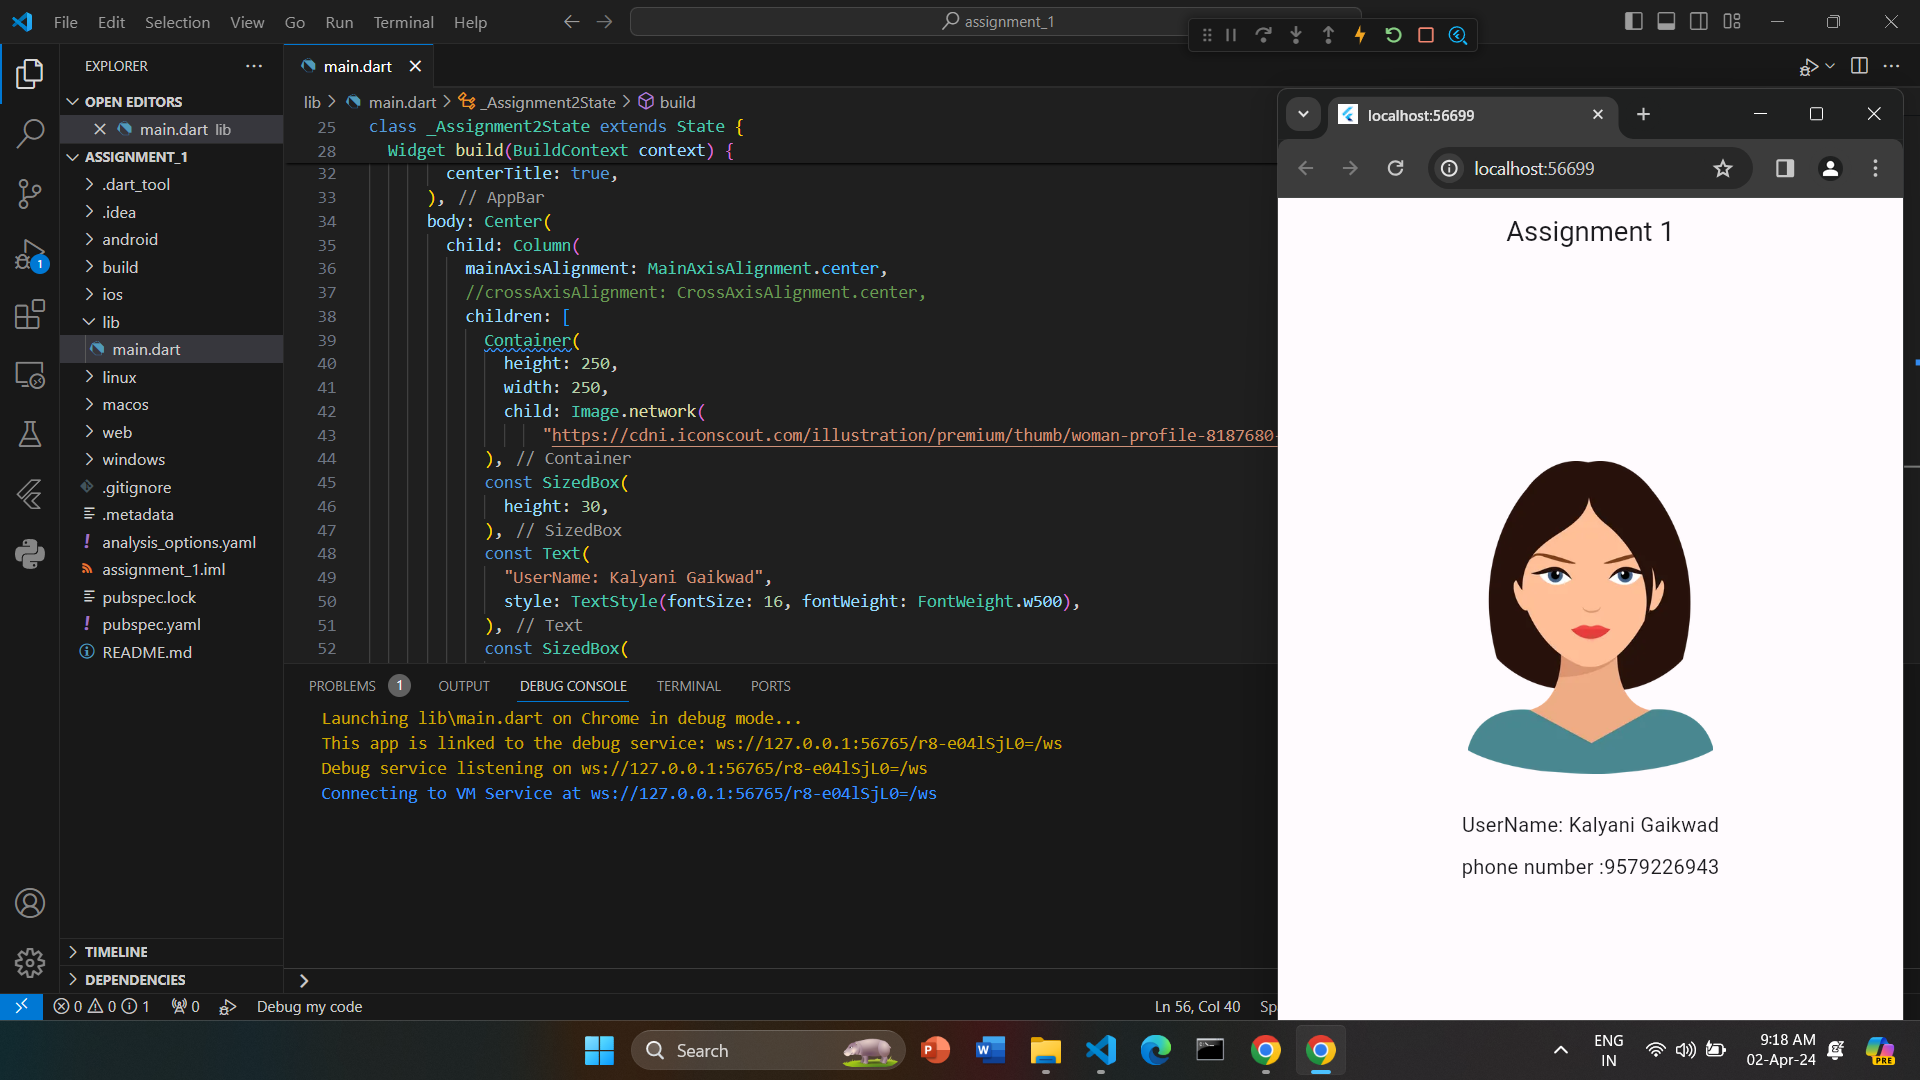 File Edit Selection View Go Run Terminal Help
assignment_1
EXPLORER
OPEN EDITORS
main.dart lib
ASSIGNMENT_1
.dart_tool
.idea
android
build
ios
lib
main.dart
linux
macos
web
windows
.gitignore
.metadata
analysis_options.yaml
assignment_1.iml
pubspec.lock
pubspec.yaml
README.md
TIMELINE
DEPENDENCIES
main.dart
lib > main.dart > _Assignment2State > build
25 class _Assignment2State extends State {
28 Widget build(BuildContext context) {
32 centerTitle: true,
33 ), // AppBar
34 body: Center(
35 child: Column(
36 mainAxisAlignment: MainAxisAlignment.center,
37 //crossAxisAlignment: CrossAxisAlignment.center,
38 children: [
39 Container(
40 height: 250,
41 width: 250,
42 child: Image.network(
43 "https://cdni.iconscout.com/illustration/premium/thumb/woman-profile-8187680-
44 ), // Container
45 const SizedBox(
46 height: 30,
47 ), // SizedBox
48 const Text(
49 "UserName: Kalyani Gaikwad",
50 style: TextStyle(fontSize: 16, fontWeight: FontWeight.w500),
51 ), // Text
52 const SizedBox(
PROBLEMS 1 OUTPUT DEBUG CONSOLE TERMINAL PORTS
Launching lib\main.dart on Chrome in debug mode...
This app is linked to the debug service: ws://127.0.0.1:56765/r8-e04lSjL0=/ws
Debug service listening on ws://127.0.0.1:56765/r8-e04lSjL0=/ws
Connecting to VM Service at ws://127.0.0.1:56765/r8-e04lSjL0=/ws
localhost:56699
localhost:56699
Assignment 1
UserName: Kalyani Gaikwad
phone number :9579226943
1
0 0 1 0 Debug my code Ln 56, Col 40 Sp
Search
ENG
IN
9:18 AM
02-Apr-24
PRE